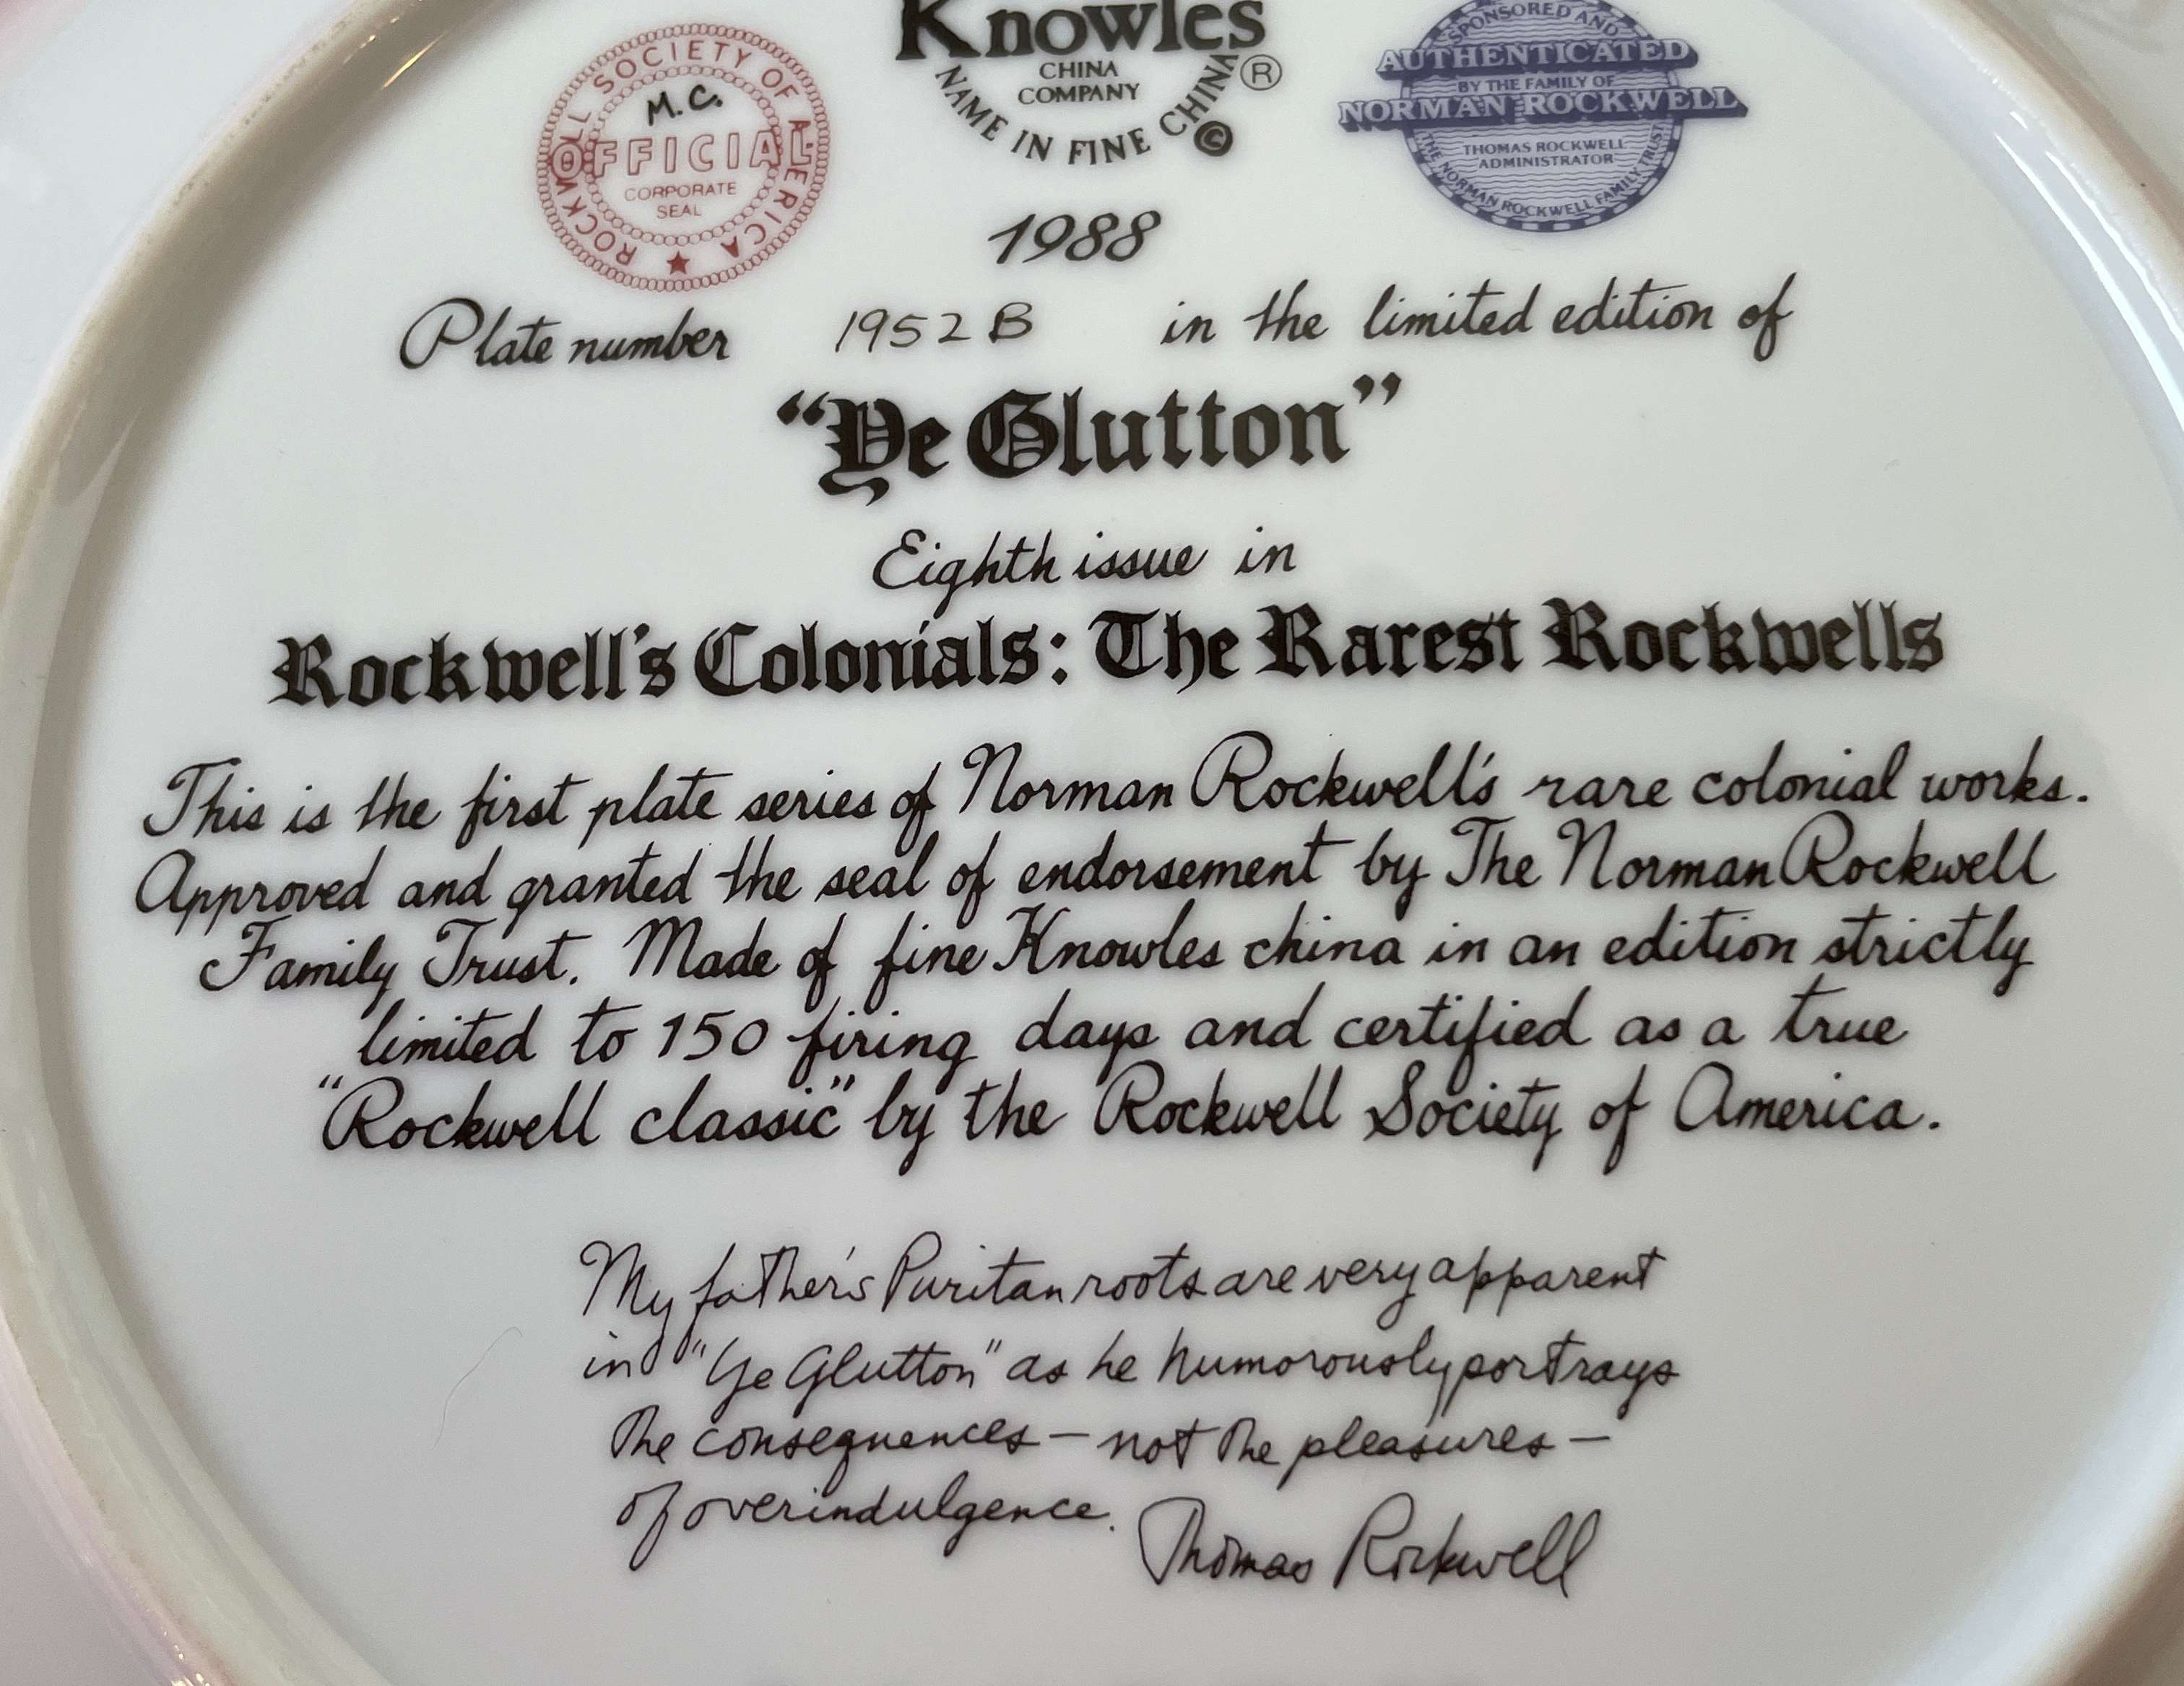 ROCKWELL SOCIETY OF AMERICA
M.C.
OFFICIAL
CORPORATE
SEAL
Knowles
CHINA
COMPANY
NAME IN FINE CHINA
®
©
SPONSORED AND
AUTHENTICATED
BY THE FAMILY OF
NORMAN ROCKWELL
THOMAS ROCKWELL
ADMINISTRATOR
THE NORMAN ROCKWELL FAMILY TRUST
1988
Plate number 1952B in the limited edition of
“Ye Glutton”
Eighth issue in
Rockwell's Colonials: The Rarest Rockwells
This is the first plate series of Norman Rockwell's rare colonial works.
Approved and granted the seal of endorsement by The Norman Rockwell
Family Trust. Made of fine Knowles china in an edition strictly
limited to 150 firing days and certified as a true
"Rockwell classic" by the Rockwell Society of America.
My father's Puritan roots are very apparent
in "Ye Glutton" as he humorously portrays
the consequences — not the pleasures —
of overindulgence.
Thomas Rockwell